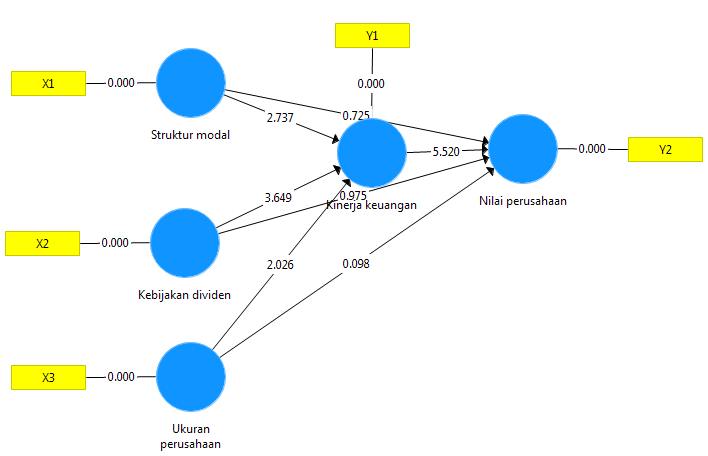 Y1
X1
0.000
0.000
2.737
0.725
Struktur modal
5.520
0.000
Y2
3.649
0.975
Kinerja keuangan
Nilai perusahaan
X2
0.000
2.026
0.098
Kebijakan dividen
X3
0.000
Ukuran
perusahaan